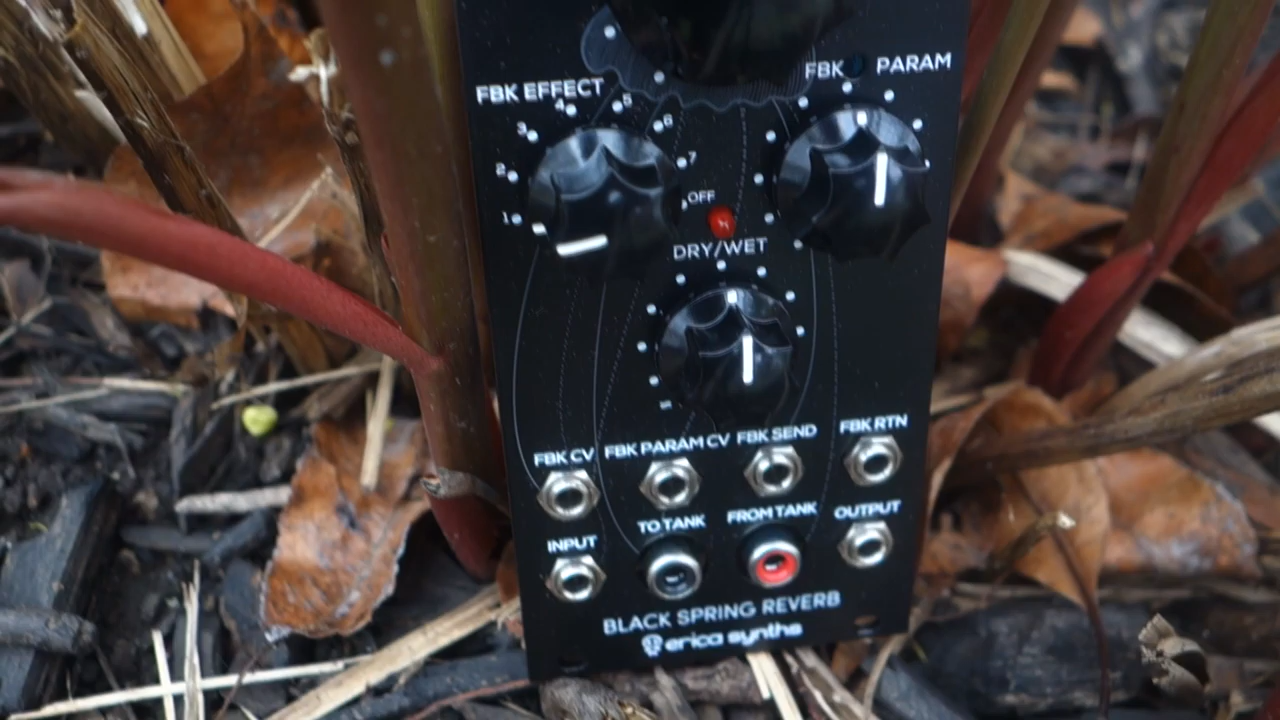 FBK PARAM
FBK EFFECT
1
2
3
4
5
6
7
OFF
DRY/WET
FBK CV
FBK PARAM CV
FBK SEND
FBK RTN
INPUT
TO TANK
FROM TANK
OUTPUT
BLACK SPRING REVERB
erica synths